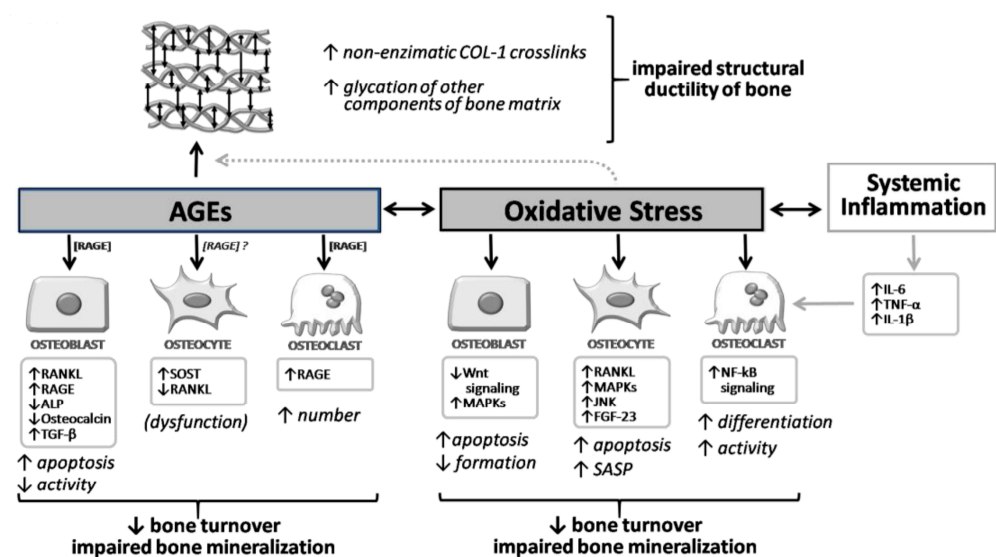 ↑ non-enzimatic COL-1 crosslinks
↑ glycation of other
components of bone matrix
impaired structural
ductility of bone
AGEs
Oxidative Stress
Systemic
Inflammation
[RAGE]
[RAGE] ?
[RAGE]
↑IL-6
↑TNF-α
↑IL-1β
OSTEOBLAST
OSTEOCYTE
OSTEOCLAST
OSTEOBLAST
OSTEOCYTE
OSTEOCLAST
↑RANKL
↑RAGE
↓ALP
↓Osteocalcin
↑TGF-β
↑ apoptosis
↓ activity
↑SOST
↓RANKL
(dysfunction)
↑RAGE
↑ number
↓Wnt
signaling
↑MAPKs
↑apoptosis
↓ formation
↑RANKL
↑MAPKs
↑JNK
↑FGF-23
↑ apoptosis
↑ SASP
↑NF-kB
signaling
↑ differentiation
↑ activity
↓ bone turnover
impaired bone mineralization
↓ bone turnover
impaired bone mineralization